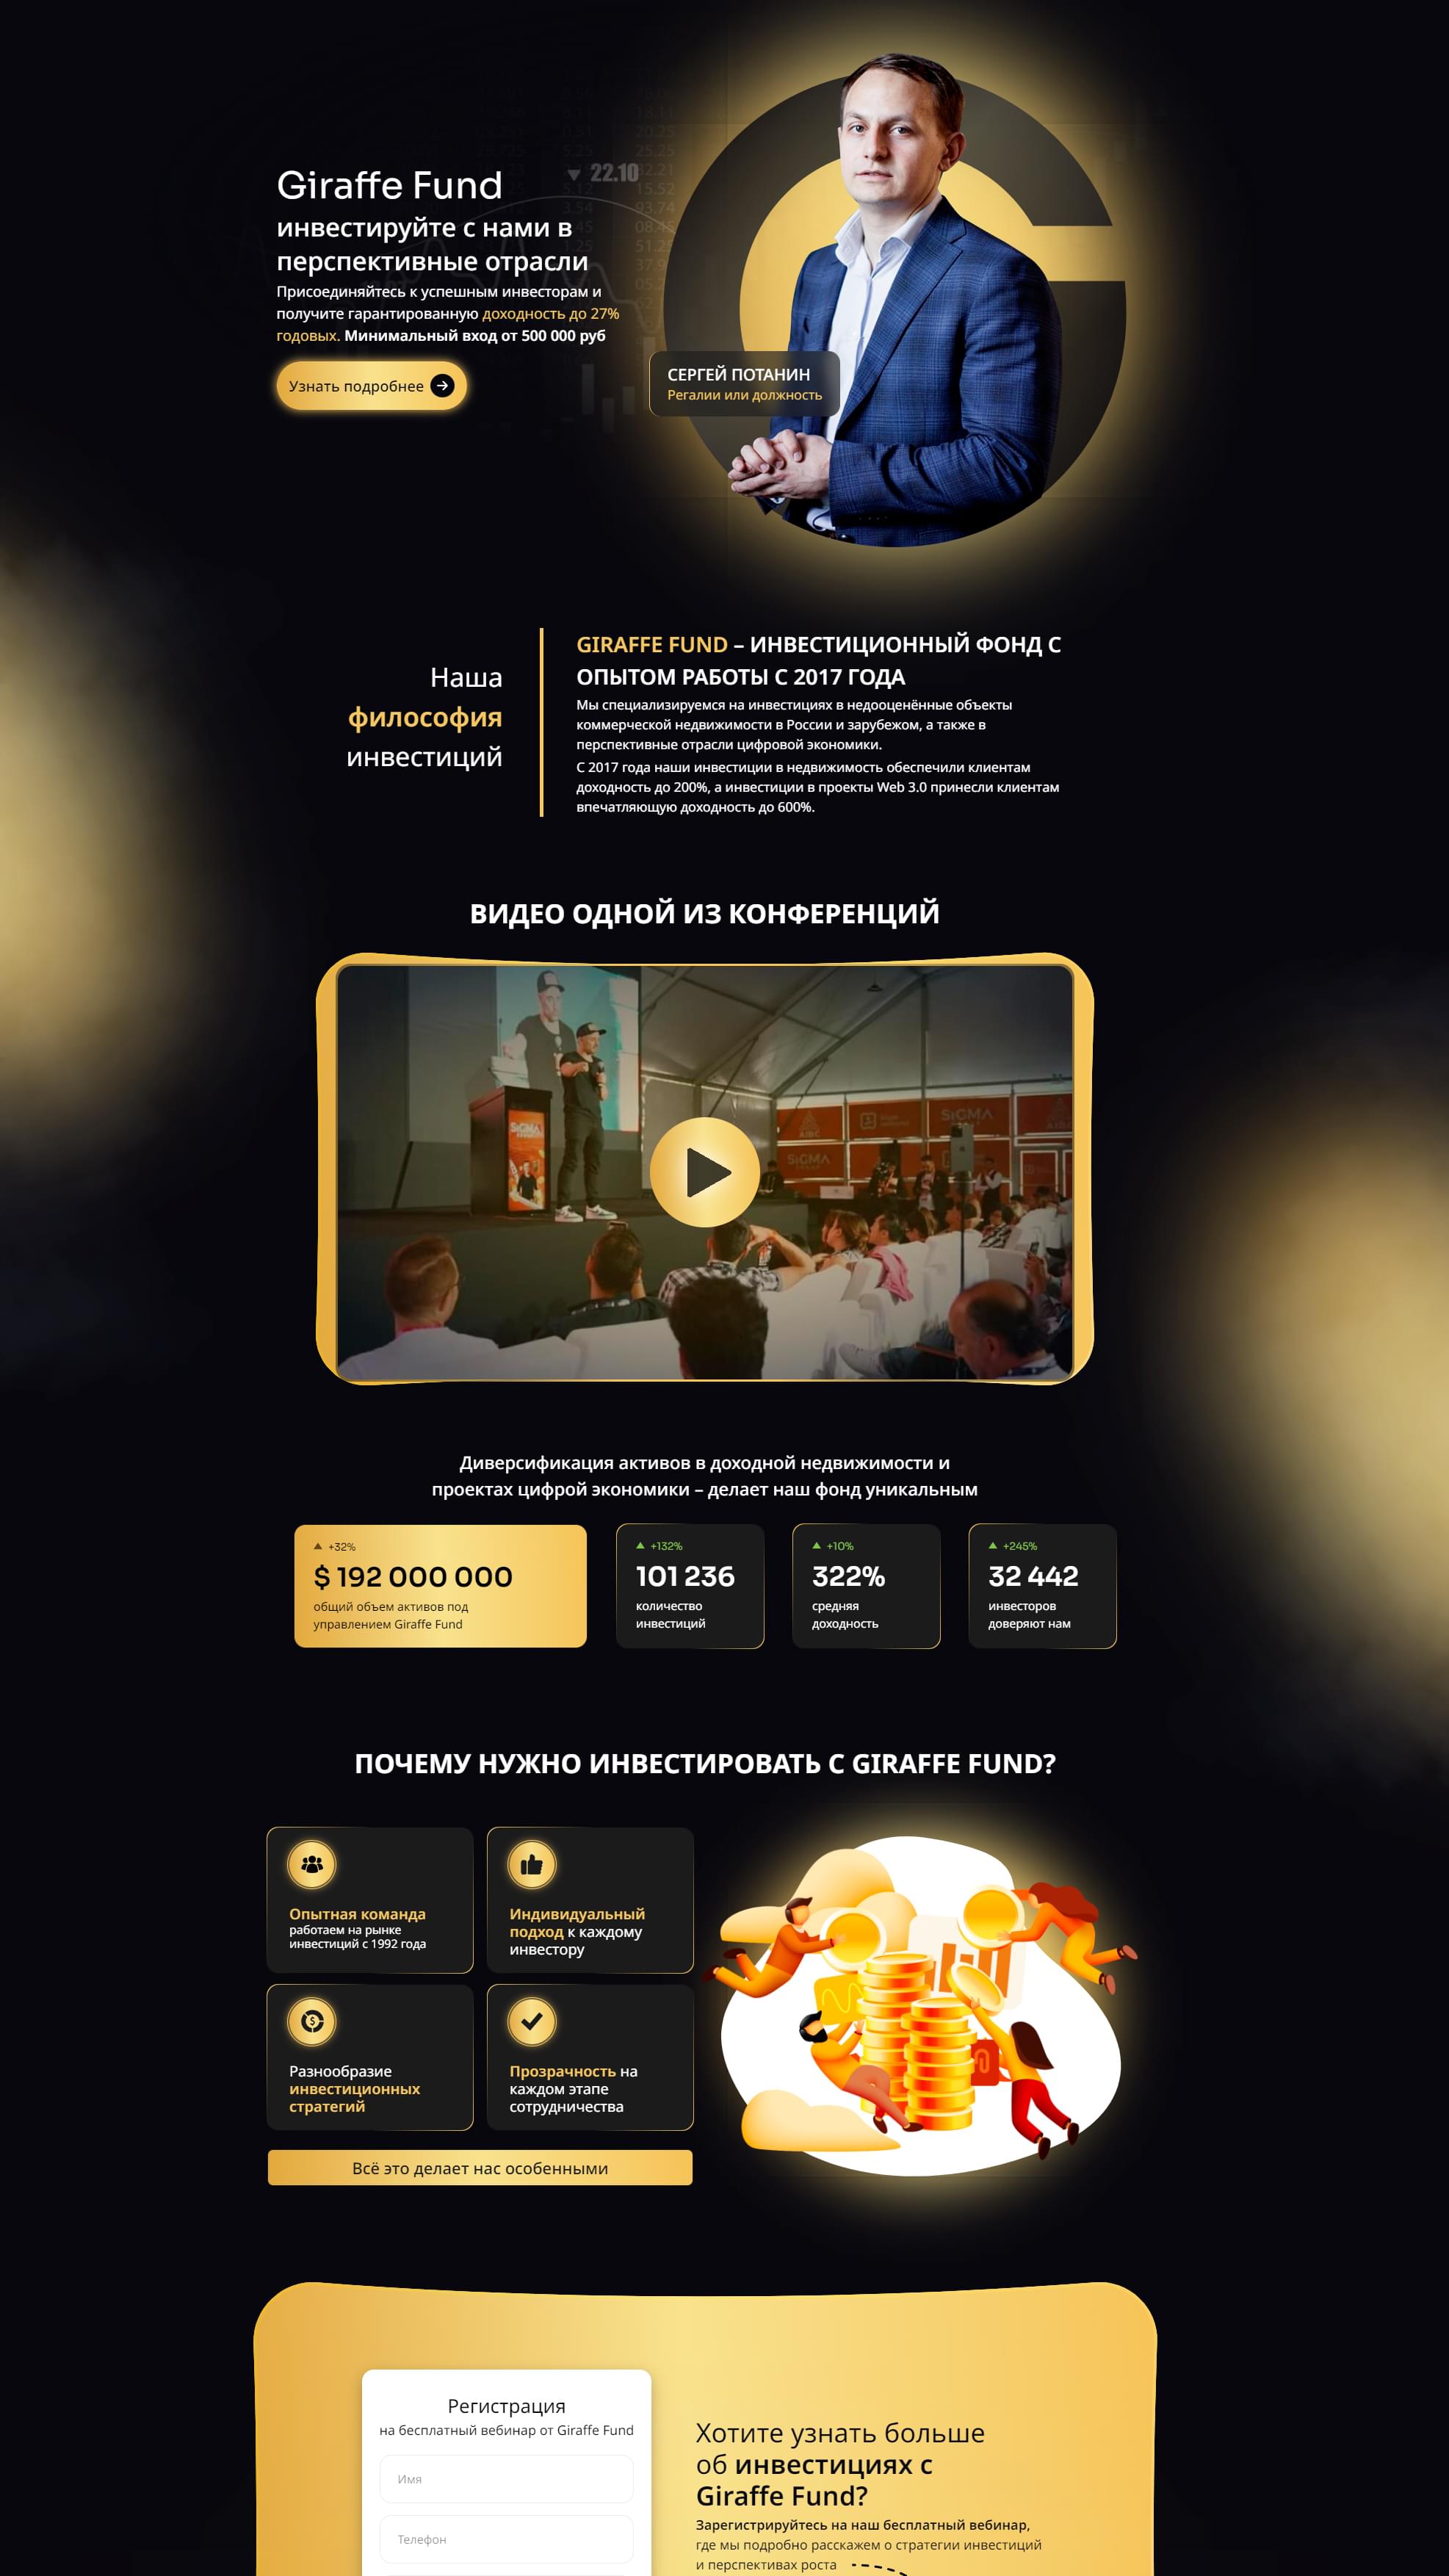 Giraffe Fund
инвестируйте с нами в
перспективные отрасли
Присоединяйтесь к успешным инвесторам и
получите гарантированную доходность до 27%
годовых. Минимальный вход от 500 000 руб
Узнать подробнее
22.10
СЕРГЕЙ ПОТАНИН
Регалии или должность
Наша
философия
инвестиций
GIRAFFE FUND – ИНВЕСТИЦИОННЫЙ ФОНД С
ОПЫТОМ РАБОТЫ С 2017 ГОДА
Мы специализируемся на инвестициях в недооценённые объекты
коммерческой недвижимости в России и зарубежом, а также в
перспективные отрасли цифровой экономики.
С 2017 года наши инвестиции в недвижимость обеспечили клиентам
доходность до 200%, а инвестиции в проекты Web 3.0 принесли клиентам
впечатляющую доходность до 600%.
ВИДЕО ОДНОЙ ИЗ КОНФЕРЕНЦИЙ
SIGMA
AIBC
SIGMA
SIGMA
Диверсификация активов в доходной недвижимости и
проектах цифрой экономики – делает наш фонд уникальным
+32%
$ 192 000 000
общий объем активов под
управлением Giraffe Fund
+132%
101 236
количество
инвестиций
+10%
322%
средняя
доходность
+245%
32 442
инвесторов
доверяют нам
ПОЧЕМУ НУЖНО ИНВЕСТИРОВАТЬ С GIRAFFE FUND?
Опытная команда
работаем на рынке
инвестиций с 1992 года
Индивидуальный
подход к каждому
инвестору
Разнообразие
инвестиционных
стратегий
Прозрачность на
каждом этапе
сотрудничества
Всё это делает нас особенными
Регистрация
на бесплатный вебинар от Giraffe Fund
Имя
Телефон
Хотите узнать больше
об инвестициях с
Giraffe Fund?
Зарегистрируйтесь на наш бесплатный вебинар,
где мы подробно расскажем о стратегии инвестиций
и перспективах роста